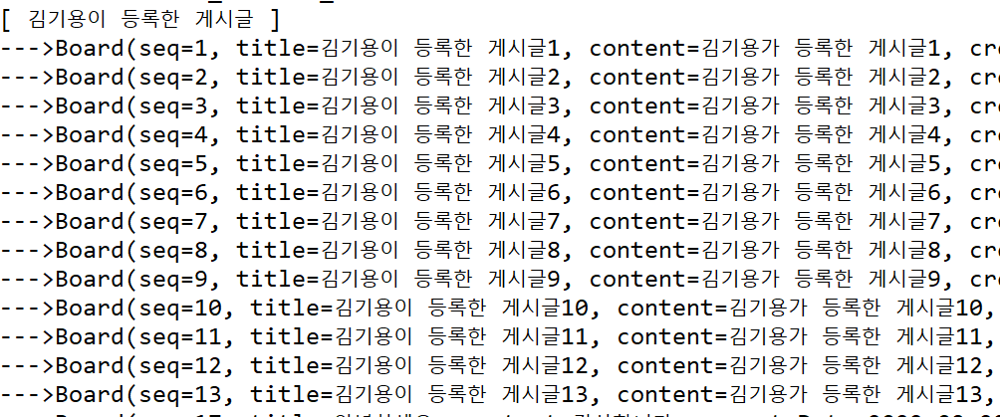 [ 김기용이 등록한 게시글 ]
--->Board(seq=1, title=김기용이 등록한 게시글1, content=김기용가 등록한 게시글1, cre
--->Board(seq=2, title=김기용이 등록한 게시글2, content=김기용가 등록한 게시글2, cre
--->Board(seq=3, title=김기용이 등록한 게시글3, content=김기용가 등록한 게시글3, cre
--->Board(seq=4, title=김기용이 등록한 게시글4, content=김기용가 등록한 게시글4, cre
--->Board(seq=5, title=김기용이 등록한 게시글5, content=김기용가 등록한 게시글5, cre
--->Board(seq=6, title=김기용이 등록한 게시글6, content=김기용가 등록한 게시글6, cre
--->Board(seq=7, title=김기용이 등록한 게시글7, content=김기용가 등록한 게시글7, cre
--->Board(seq=8, title=김기용이 등록한 게시글8, content=김기용가 등록한 게시글8, cre
--->Board(seq=9, title=김기용이 등록한 게시글9, content=김기용가 등록한 게시글9, cre
--->Board(seq=10, title=김기용이 등록한 게시글10, content=김기용가 등록한 게시글10,
--->Board(seq=11, title=김기용이 등록한 게시글11, content=김기용가 등록한 게시글11,
--->Board(seq=12, title=김기용이 등록한 게시글12, content=김기용가 등록한 게시글12,
--->Board(seq=13, title=김기용이 등록한 게시글13, content=김기용가 등록한 게시글13,